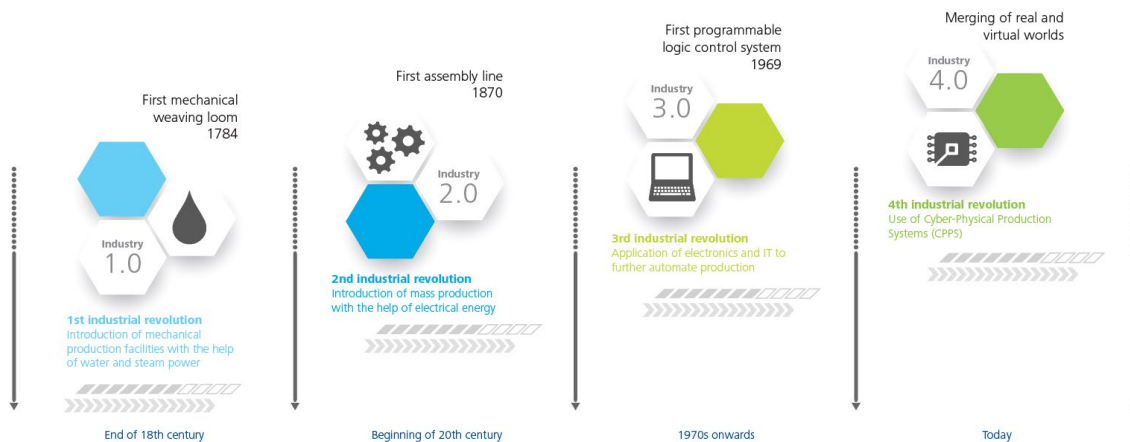 First mechanical
weaving loom
1784
Industry
1.0
1st industrial revolution
Introduction of mechanical
production facilities with the help
of water and steam power
End of 18th century
First assembly line
1870
Industry
2.0
2nd industrial revolution
Introduction of mass production
with the help of electrical energy
Beginning of 20th century
First programmable
logic control system
1969
Industry
3.0
3rd industrial revolution
Application of electronics and IT to
further automate production
1970s onwards
Merging of real and
virtual worlds
Industry
4.0
4th industrial revolution
Use of Cyber-Physical Production
Systems (CPPS)
Today